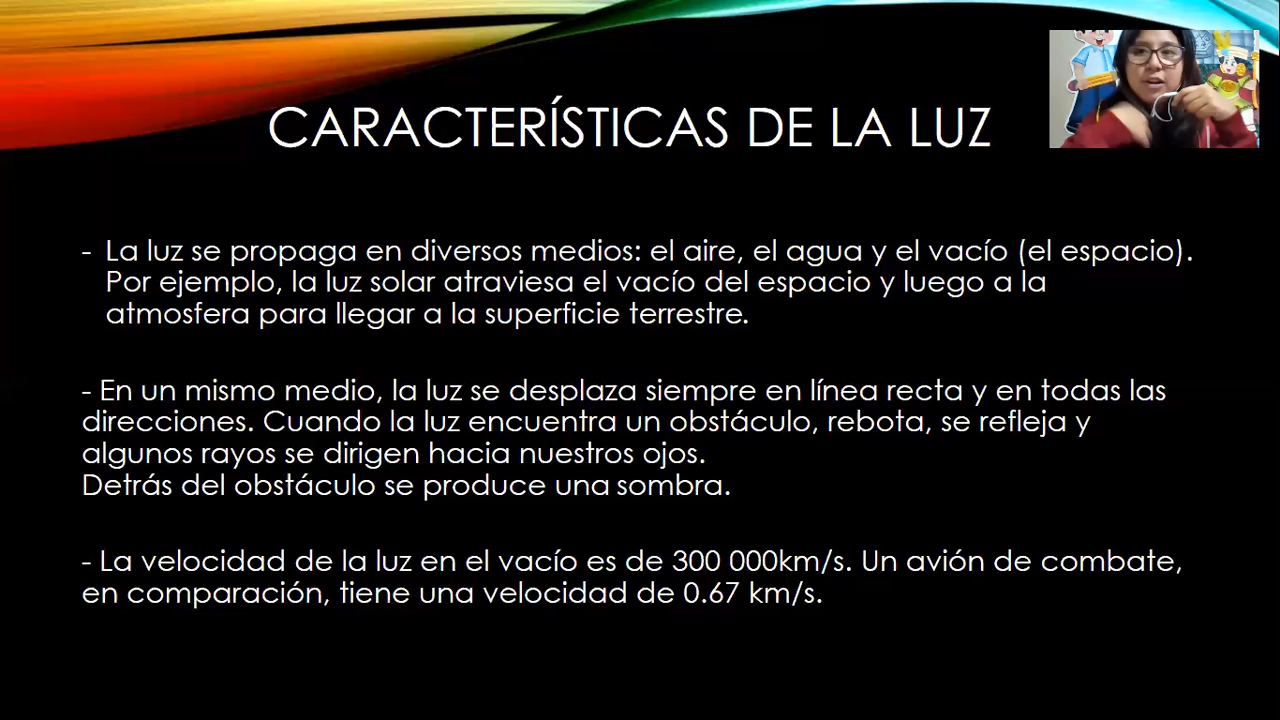 CARACTERÍSTICAS DE LA LUZ
- La luz se propaga en diversos medios: el aire, el agua y el vacío (el espacio).
Por ejemplo, la luz solar atraviesa el vacío del espacio y luego a la
atmosfera para llegar a la superficie terrestre.
- En un mismo medio, la luz se desplaza siempre en línea recta y en todas las
direcciones. Cuando la luz encuentra un obstáculo, rebota, se refleja y
algunos rayos se dirigen hacia nuestros ojos.
Detrás del obstáculo se produce una sombra.
- La velocidad de la luz en el vacío es de 300 000km/s. Un avión de combate,
en comparación, tiene una velocidad de 0.67 km/s.